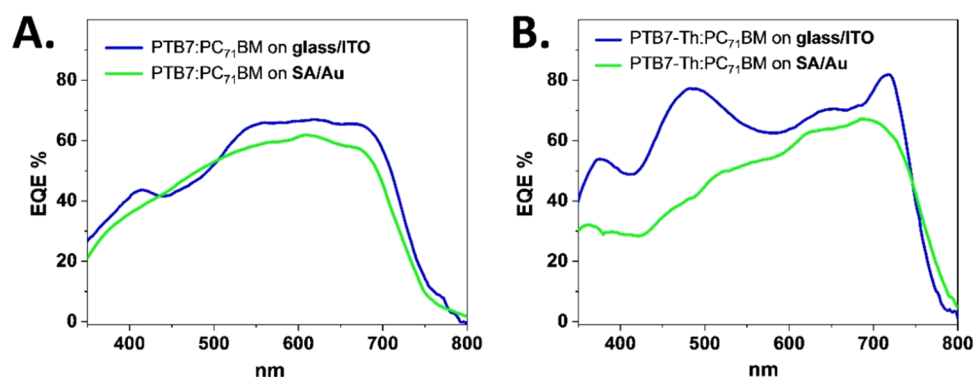 A.
PTB7:PC₇₁BM on glass/ITO
PTB7:PC₇₁BM on SA/Au
80
60
40
20
0
EQE %
400 500 600 700 800
nm
B.
PTB7-Th:PC₇₁BM on glass/ITO
PTB7-Th:PC₇₁BM on SA/Au
80
60
40
20
0
EQE %
400 500 600 700 800
nm